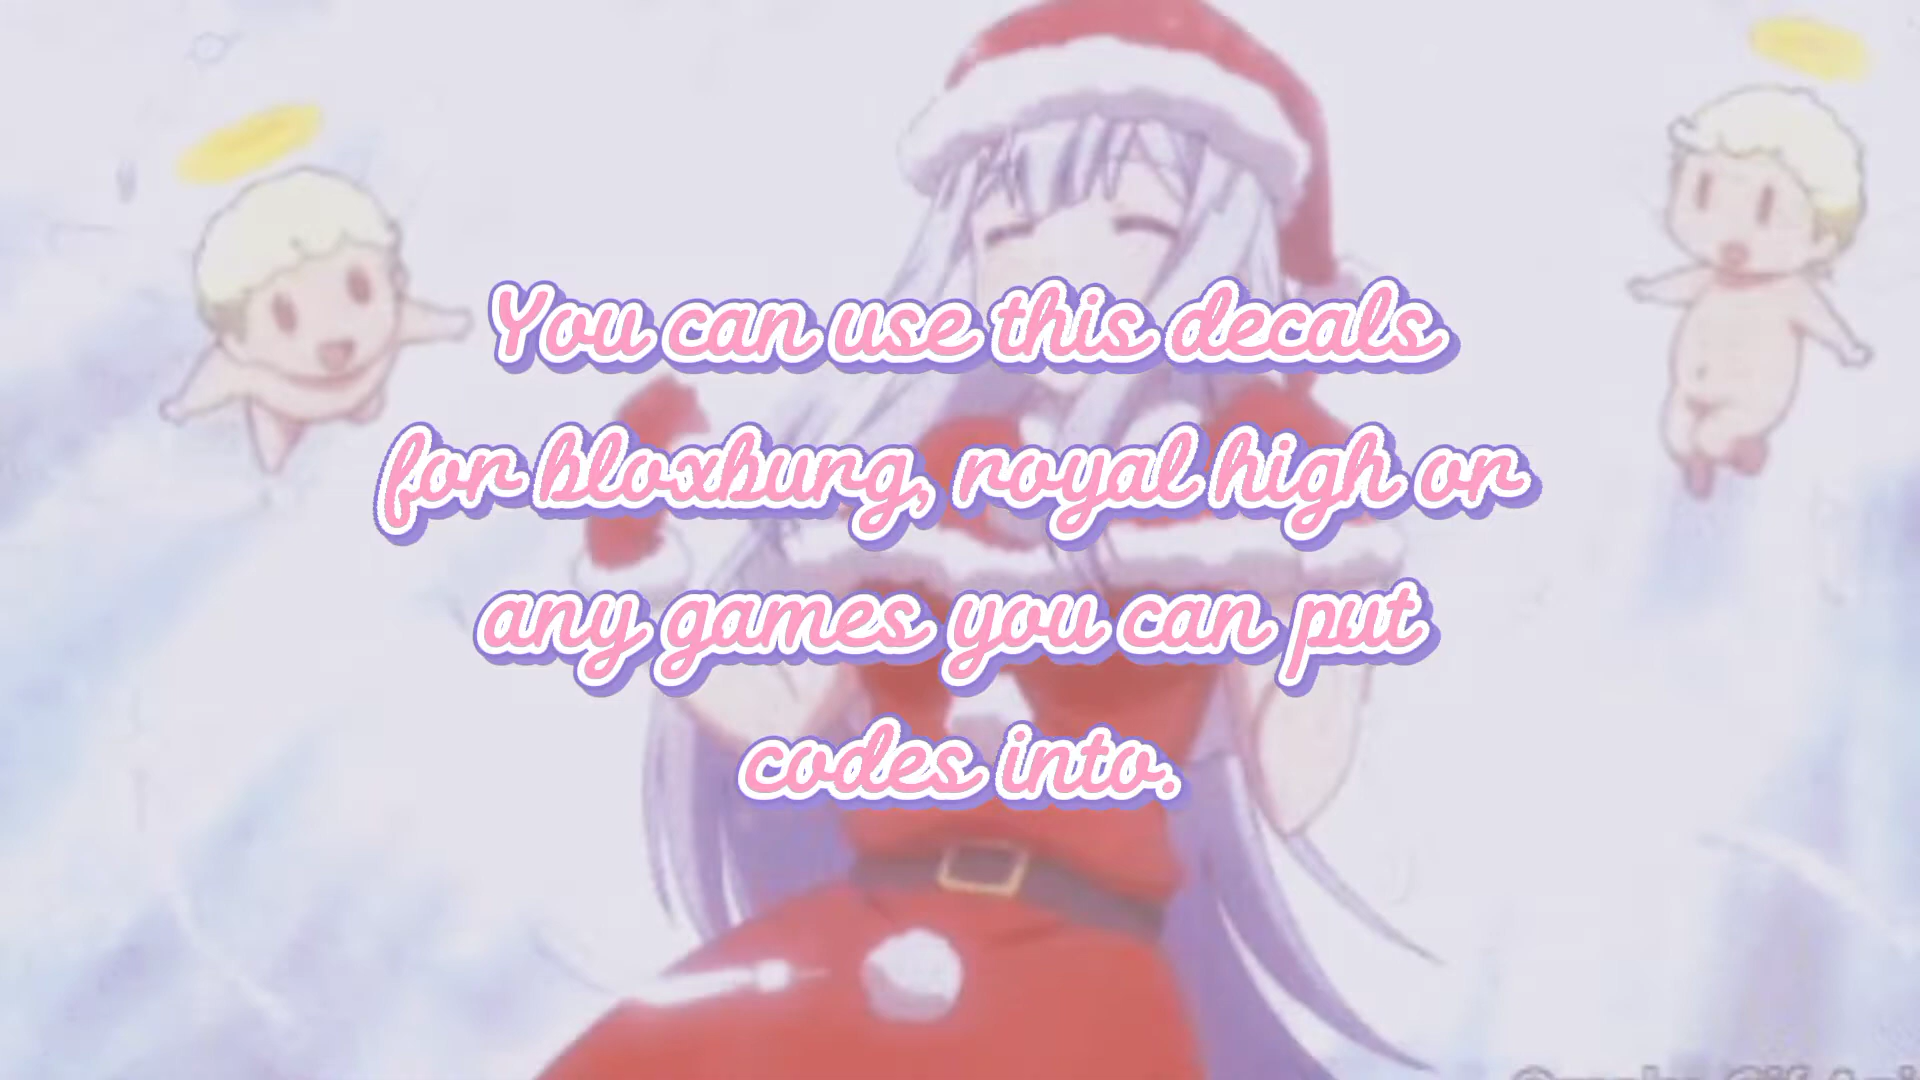 You can use this decals
for bloxburg, royal high or
any games you can put
codes into.